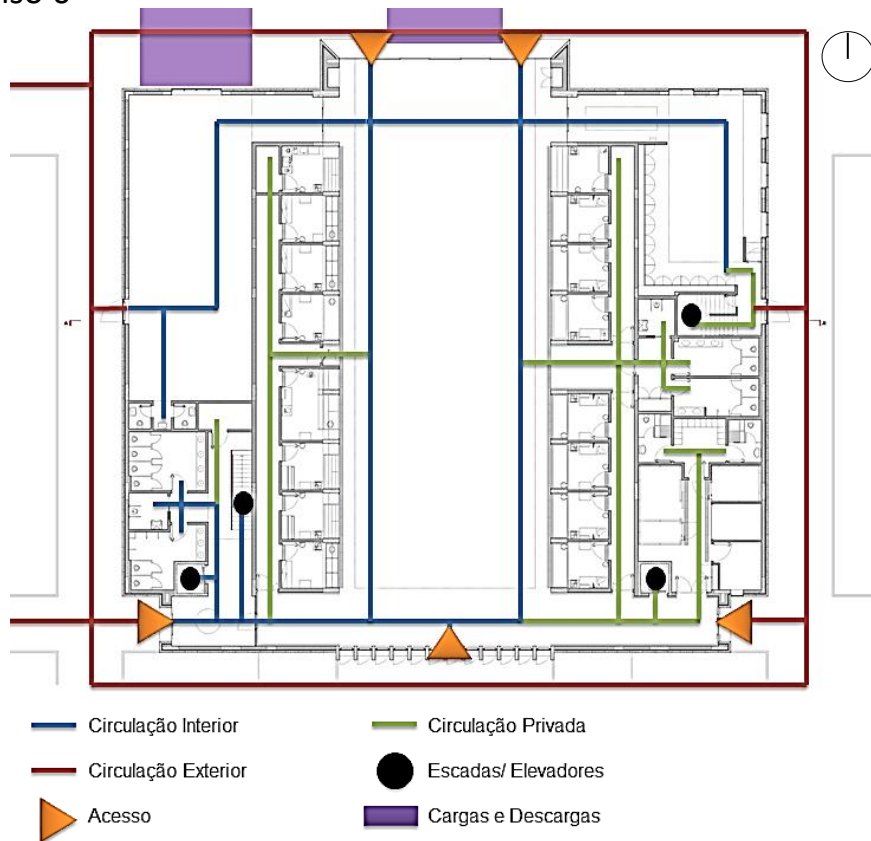 Circulação Interior
Circulação Privada
Circulação Exterior
Escadas/ Elevadores
Acesso
Cargas e Descargas